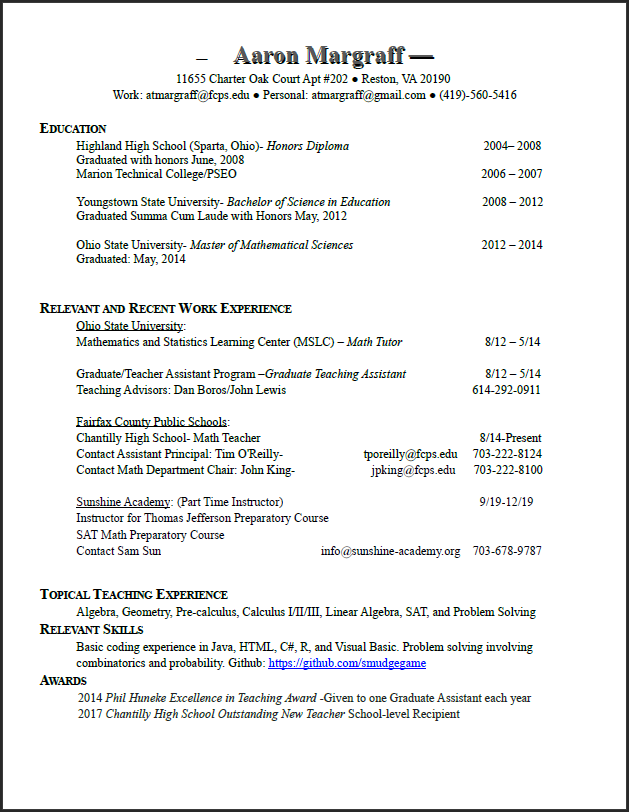 – Aaron Margraff —
11655 Charter Oak Court Apt #202 ● Reston, VA 20190
Work: atmargraff@fcps.edu ● Personal: atmargraff@gmail.com ● (419)-560-5416
EDUCATION
Highland High School (Sparta, Ohio)- Honors Diploma 2004– 2008
Graduated with honors June, 2008
Marion Technical College/PSEO 2006 – 2007
Youngstown State University- Bachelor of Science in Education 2008 – 2012
Graduated Summa Cum Laude with Honors May, 2012
Ohio State University- Master of Mathematical Sciences 2012 – 2014
Graduated: May, 2014
RELEVANT AND RECENT WORK EXPERIENCE
Ohio State University:
Mathematics and Statistics Learning Center (MSLC) – Math Tutor 8/12 – 5/14
Graduate/Teacher Assistant Program –Graduate Teaching Assistant 8/12 – 5/14
Teaching Advisors: Dan Boros/John Lewis 614-292-0911
Fairfax County Public Schools:
Chantilly High School- Math Teacher 8/14-Present
Contact Assistant Principal: Tim O'Reilly- tporeilly@fcps.edu 703-222-8124
Contact Math Department Chair: John King- jpking@fcps.edu 703-222-8100
Sunshine Academy: (Part Time Instructor) 9/19-12/19
Instructor for Thomas Jefferson Preparatory Course
SAT Math Preparatory Course
Contact Sam Sun info@sunshine-academy.org 703-678-9787
TOPICAL TEACHING EXPERIENCE
Algebra, Geometry, Pre-calculus, Calculus I/II/III, Linear Algebra, SAT, and Problem Solving
RELEVANT SKILLS
Basic coding experience in Java, HTML, C#, R, and Visual Basic. Problem solving involving
combinatorics and probability. Github: https://github.com/smudgegame
AWARDS
2014 Phil Huneke Excellence in Teaching Award -Given to one Graduate Assistant each year
2017 Chantilly High School Outstanding New Teacher School-level Recipient